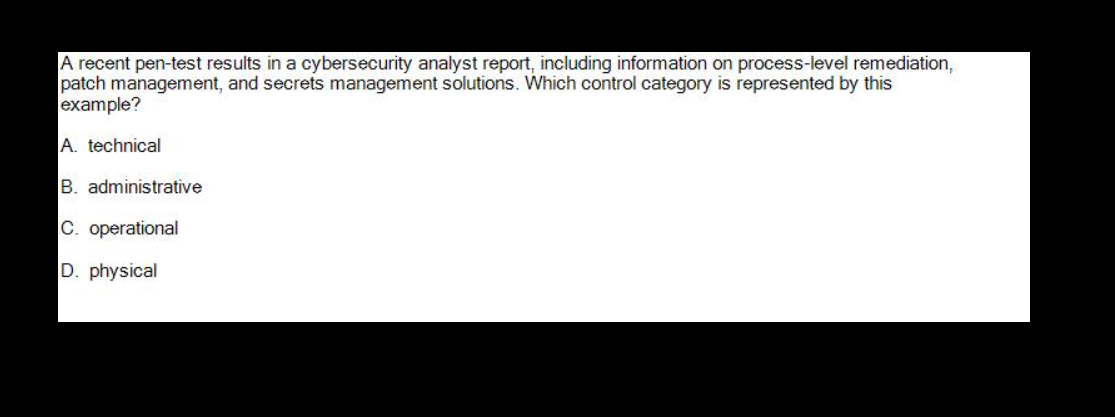 A recent pen-test results in a cybersecurity analyst report, including information on process-level remediation,
patch management, and secrets management solutions. Which control category is represented by this
example?
A. technical
B. administrative
C. operational
D. physical